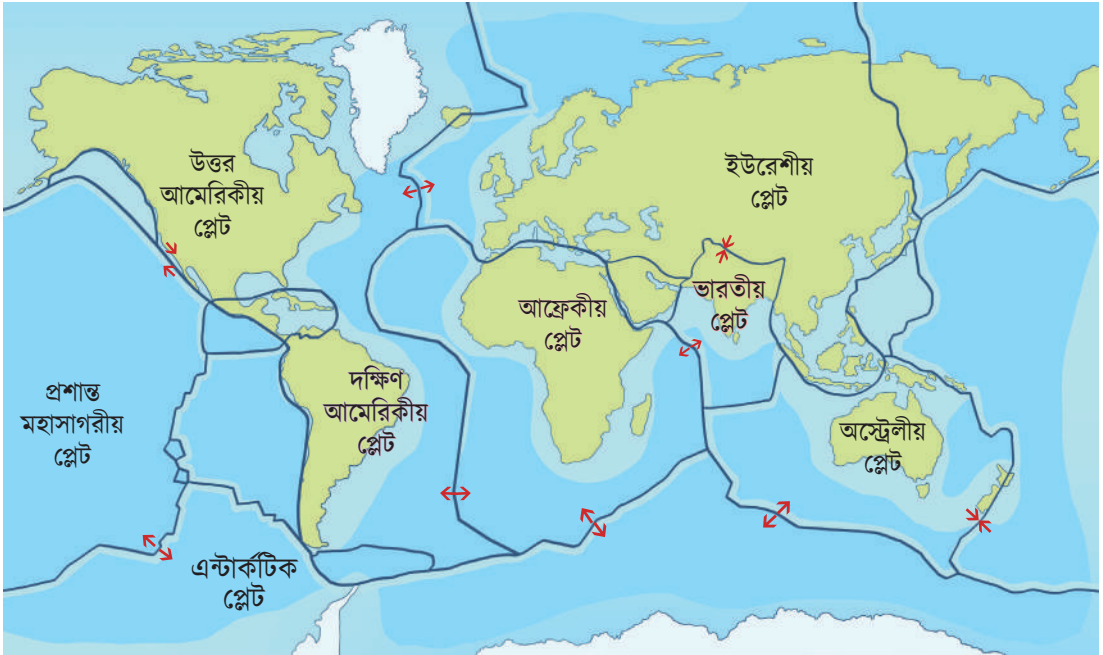 উত্তর
আমেরিকীয়
প্লেট
ইউরেশীয়
প্লেট
আফ্রেকীয়
প্লেট
ভারতীয়
প্লেট
প্রশান্ত
মহাসাগরীয়
প্লেট
দক্ষিণ
আমেরিকীয়
প্লেট
অস্ট্রেলীয়
প্লেট
এন্টার্কটিক
প্লেট